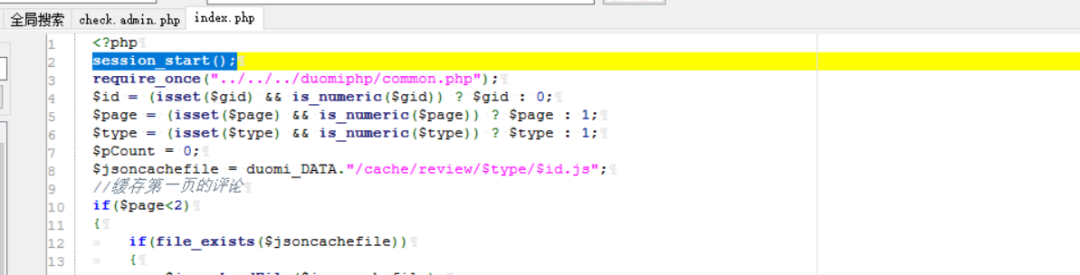 全局搜索 check.admin.php index.php
1 <?php
2 session_start();
3 require_once("../../../duomiphp/common.php");
4 $id = (isset($gid) && is_numeric($gid)) ? $gid : 0;
5 $page = (isset($page) && is_numeric($page)) ? $page : 1;
6 $type = (isset($type) && is_numeric($type)) ? $type : 1;
7 $pCount = 0;
8 $jsoncachefile = duomi_DATA."/cache/review/$type/$id.js";
9 //缓存第一页的评论
10 if($page<2)
11 {
12 if(file_exists($jsoncachefile))
13 {